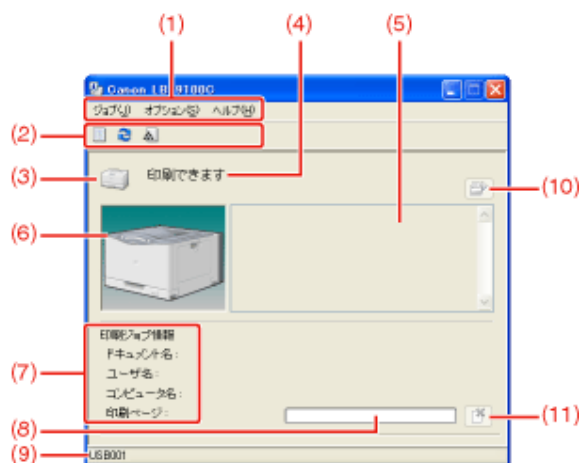 (1)
(4)
(5)
Canon LBP9100C
ジョブ(J) オプション(S) ヘルプ(H)
(2)
(3)
印刷できます
(10)
(6)
(7)
印刷ジョブ情報
ドキュメント名:
ユーザ名:
コンピュータ名:
印刷ページ:
(8)
(11)
(9)
USB001